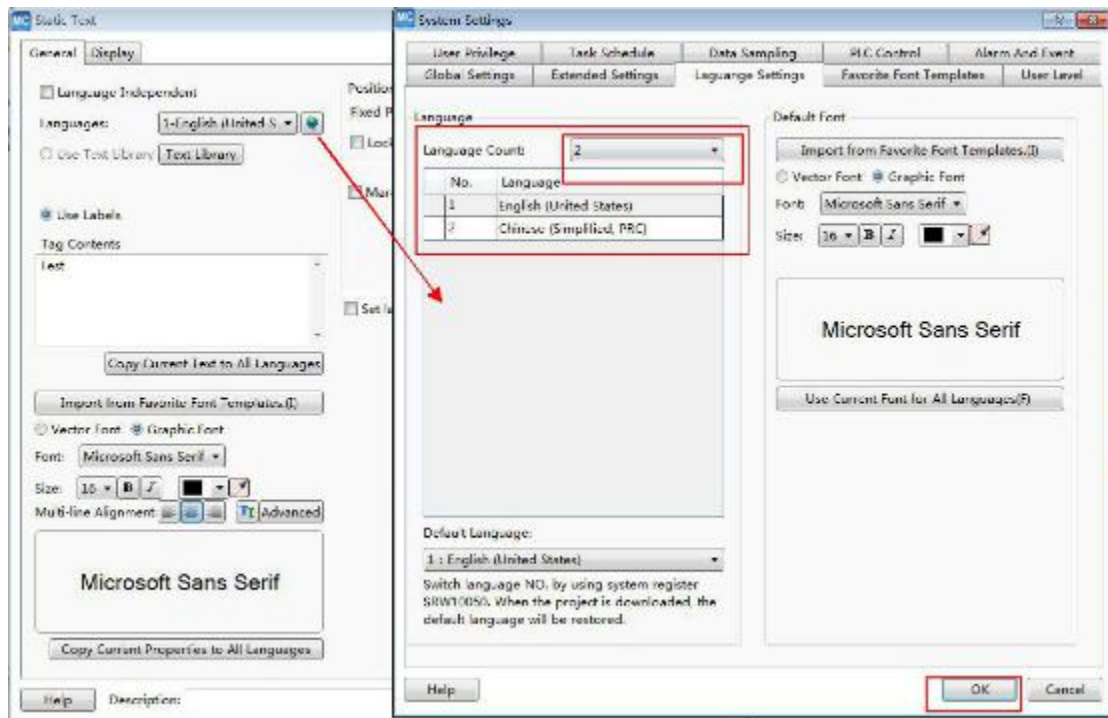 MC Static Text
General Display
Language Independent
Languages: 1-English (United S
Use Text Library Text Library
Use Labels
Tag Contents
Test
Copy Current Text to All Languages
Import from Favorite Font Templates.(I)
Vector Font Graphic Font
Font: Microsoft Sans Serif
Size: 16 B I
Multi-line Alignment Advanced
Microsoft Sans Serif
Copy Current Properties to All Languages
Help Description:
Position
Fixed P
Lock
Set la
MC System Settings
User Privilege Task Schedule Data Sampling PLC Control Alarm And Event
Global Settings Extended Settings Laguange Settings Favorite Font Templates User Level
Language
Language Count: 2
No. Language
1 English (United States)
2 Chinese (Simplified, PRC)
Default Language:
1 : English (United States)
Switch language NO. by using system register
SRW10050. When the project is downloaded, the
default language will be restored.
Default Font
Import from Favorite Font Templates.(I)
Vector Font Graphic Font
Font: Microsoft Sans Serif
Size: 16 B I
Microsoft Sans Serif
Use Current Font for All Languages(F)
Help OK Cancel